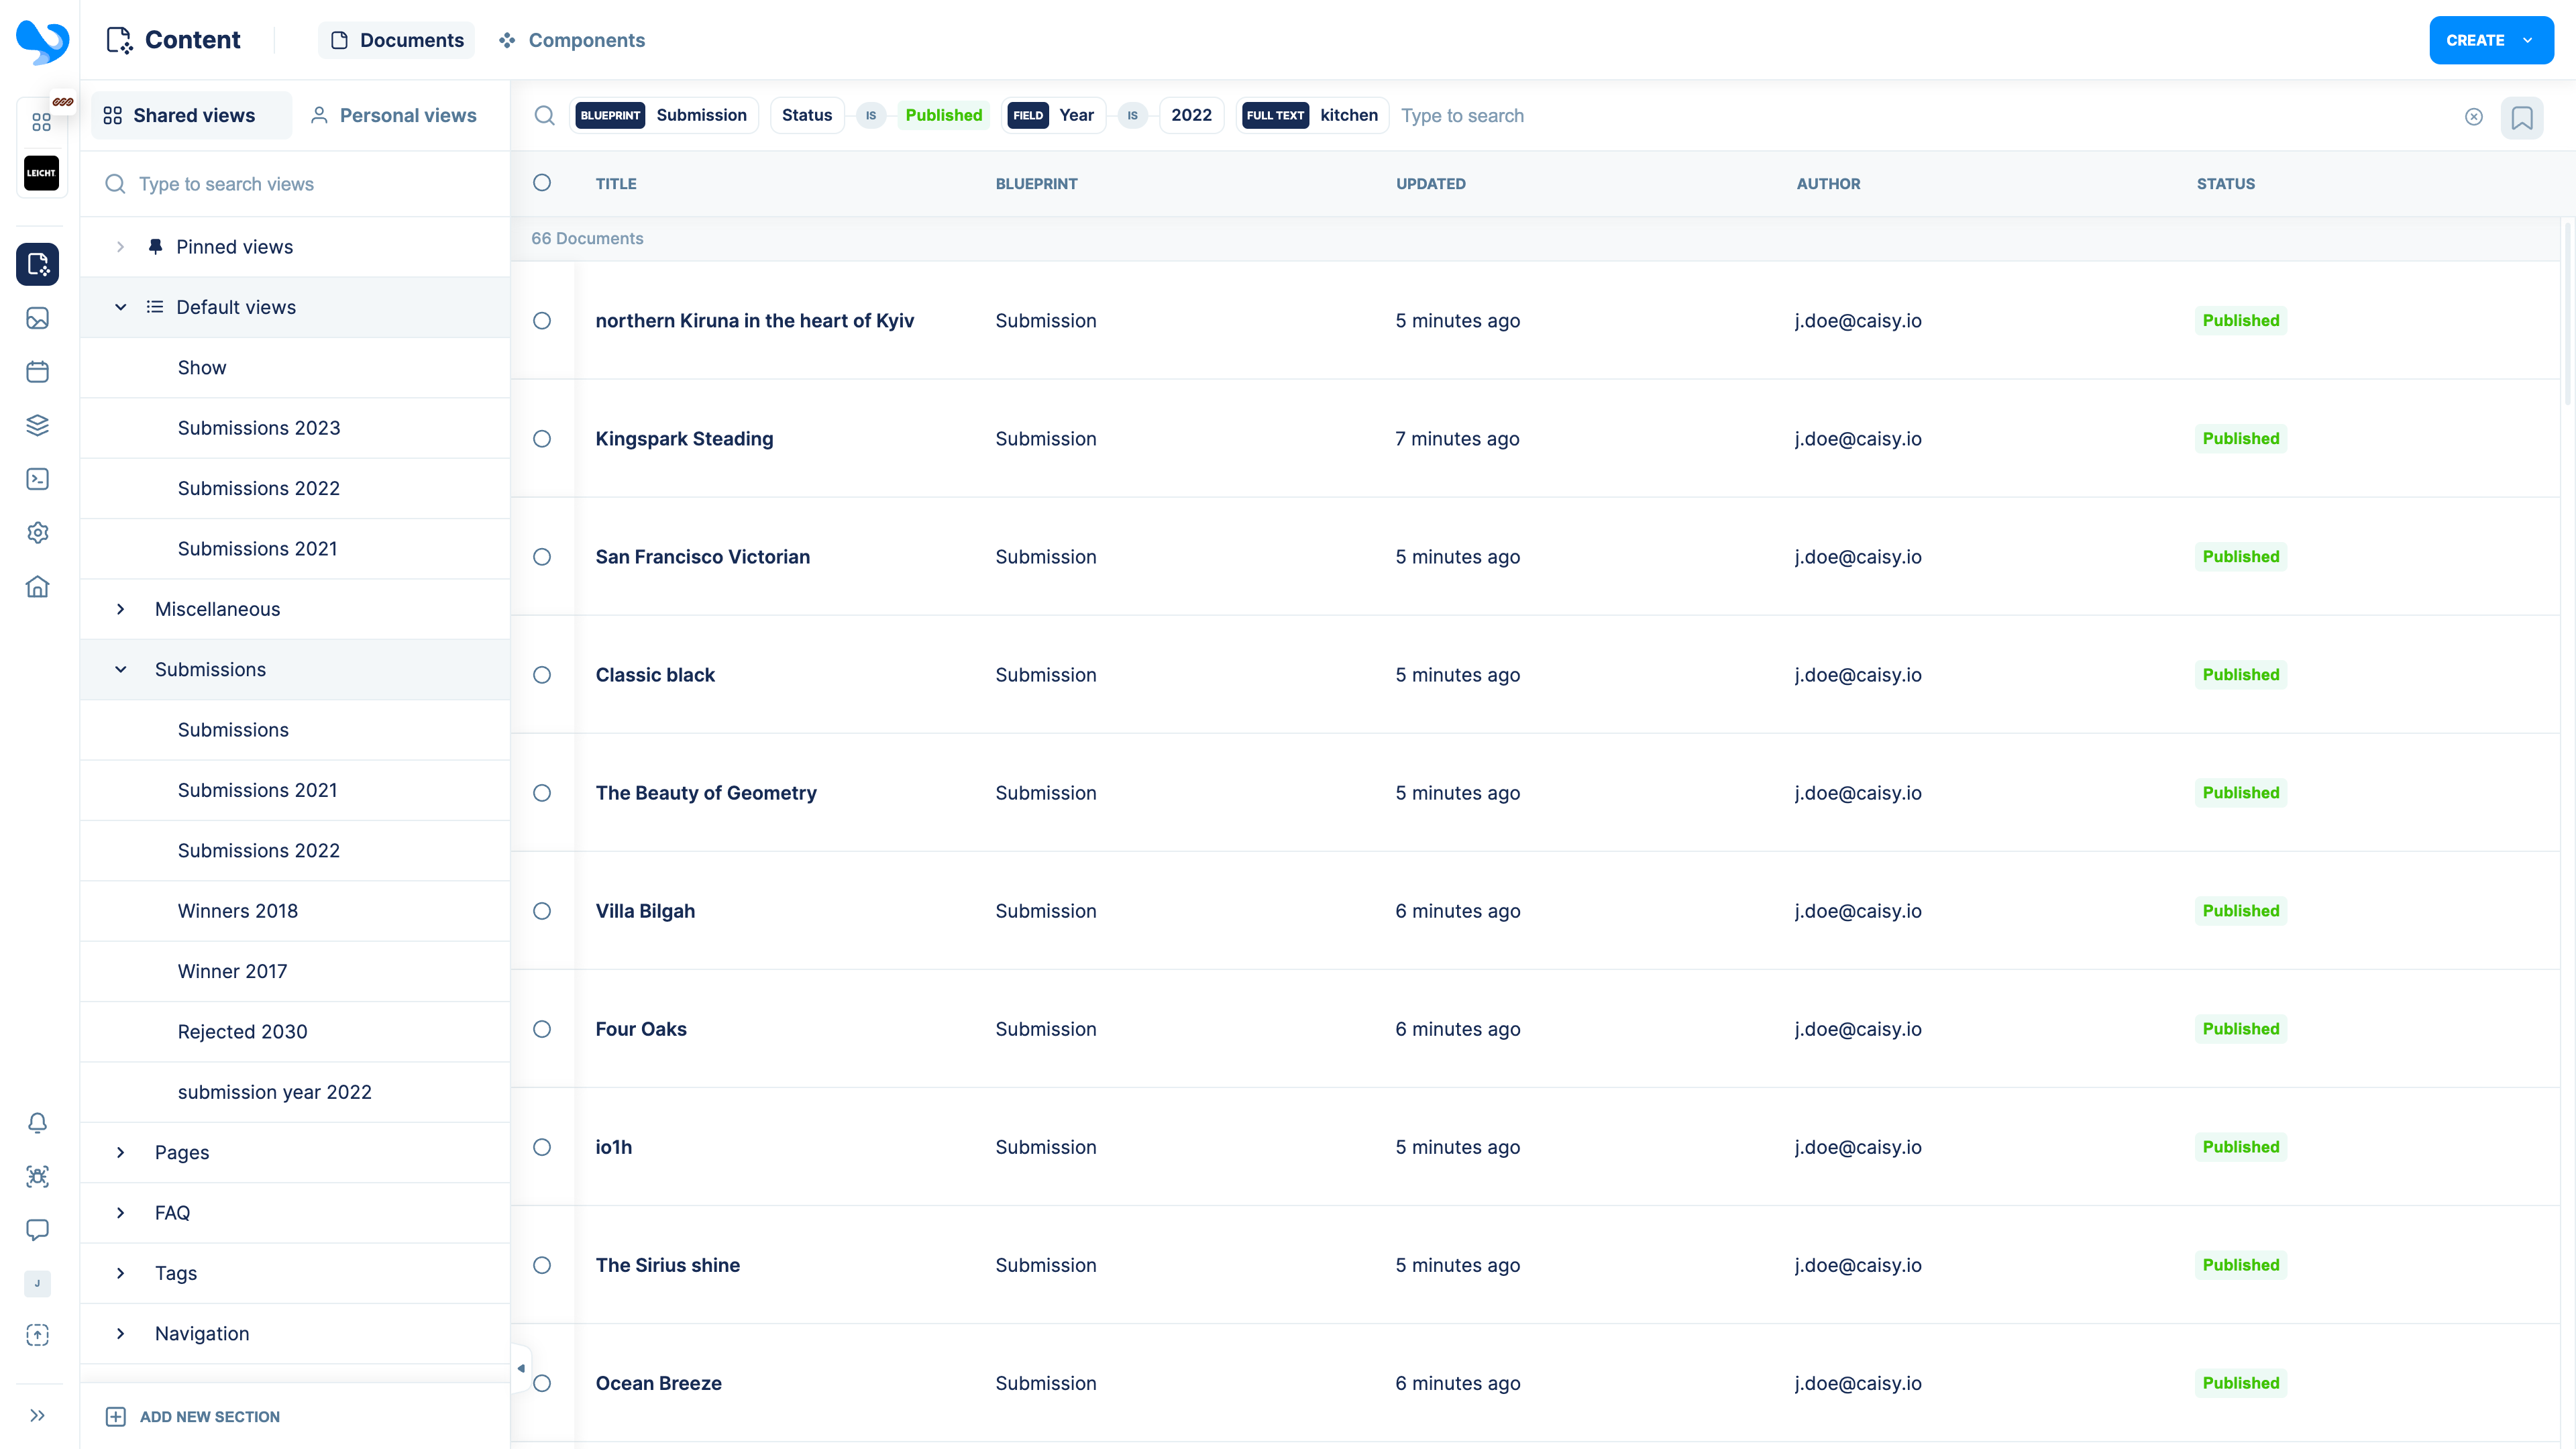 Content
Documents
Components
CREATE
LEICHT
Shared views
Personal views
BLUEPRINT Submission Status IS Published FIELD Year IS 2022 FULL TEXT kitchen Type to search
Type to search views
TITLE BLUEPRINT UPDATED AUTHOR STATUS
66 Documents
Pinned views
Default views
Show
Submissions 2023
Submissions 2022
Submissions 2021
Miscellaneous
Submissions
Submissions
Submissions 2021
Submissions 2022
Winners 2018
Winner 2017
Rejected 2030
submission year 2022
Pages
FAQ
Tags
Navigation
ADD NEW SECTION
J
northern Kiruna in the heart of Kyiv Submission 5 minutes ago j.doe@caisy.io Published
Kingspark Steading Submission 7 minutes ago j.doe@caisy.io Published
San Francisco Victorian Submission 5 minutes ago j.doe@caisy.io Published
Classic black Submission 5 minutes ago j.doe@caisy.io Published
The Beauty of Geometry Submission 5 minutes ago j.doe@caisy.io Published
Villa Bilgah Submission 6 minutes ago j.doe@caisy.io Published
Four Oaks Submission 6 minutes ago j.doe@caisy.io Published
io1h Submission 5 minutes ago j.doe@caisy.io Published
The Sirius shine Submission 5 minutes ago j.doe@caisy.io Published
Ocean Breeze Submission 6 minutes ago j.doe@caisy.io Published